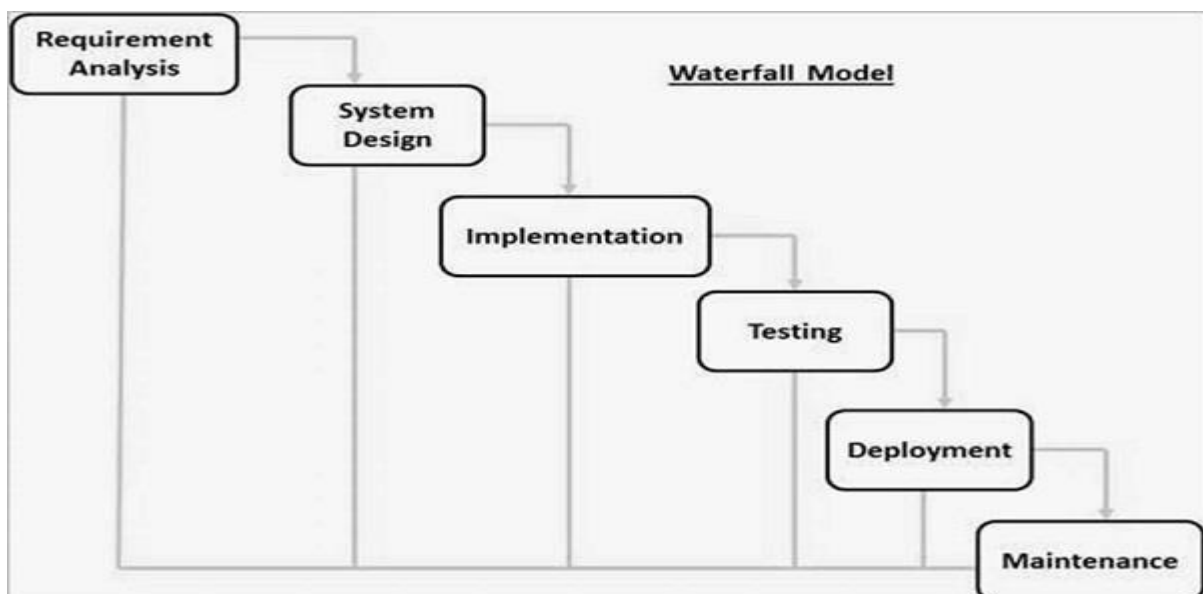 Requirement
Analysis
Waterfall Model
System
Design
Implementation
Testing
Deployment
Maintenance